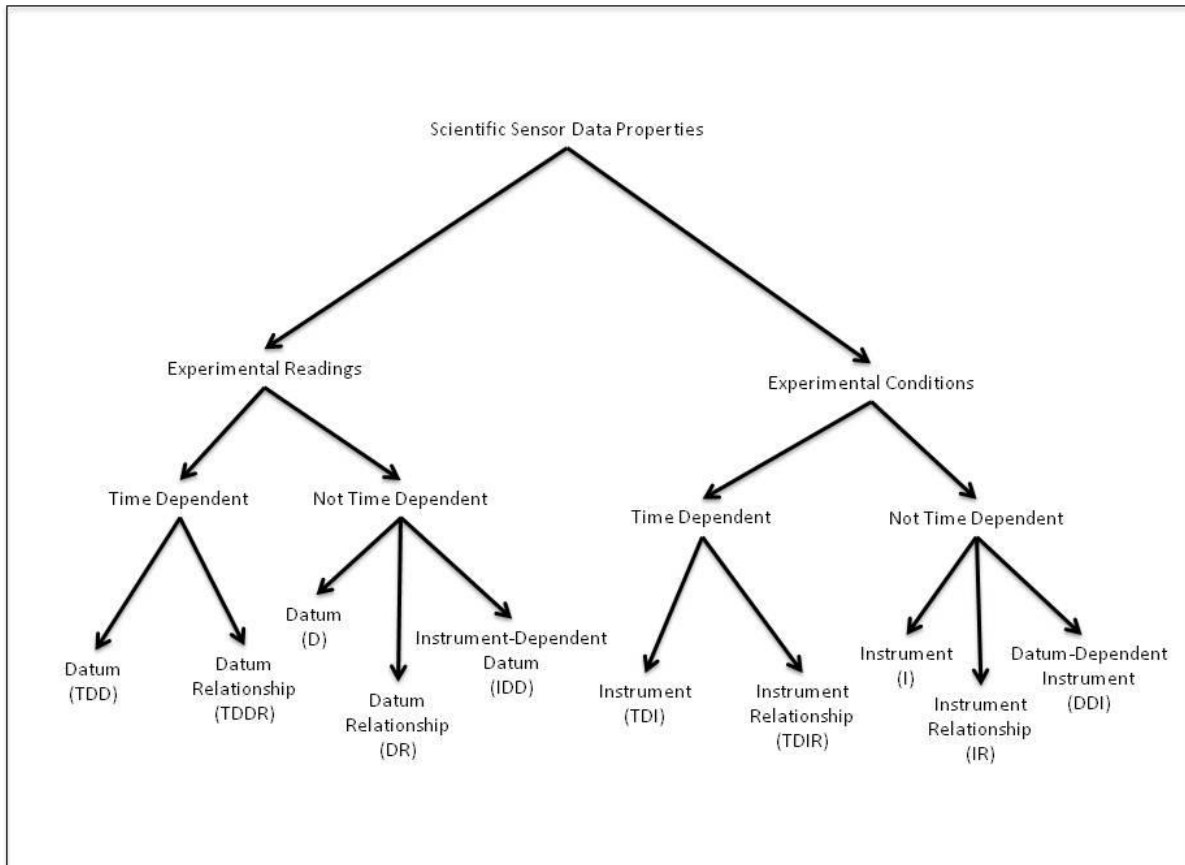 Scientific Sensor Data Properties
Experimental Readings
Experimental Conditions
Time Dependent
Not Time Dependent
Time Dependent
Not Time Dependent
Datum
(TDD)
Datum
Relationship
(TDDR)
Datum
(D)
Datum
Relationship
(DR)
Instrument-Dependent
Datum
(IDD)
Instrument
(TDI)
Instrument
Relationship
(TDIR)
Instrument
(I)
Instrument
Relationship
(IR)
Datum-Dependent
Instrument
(DDI)